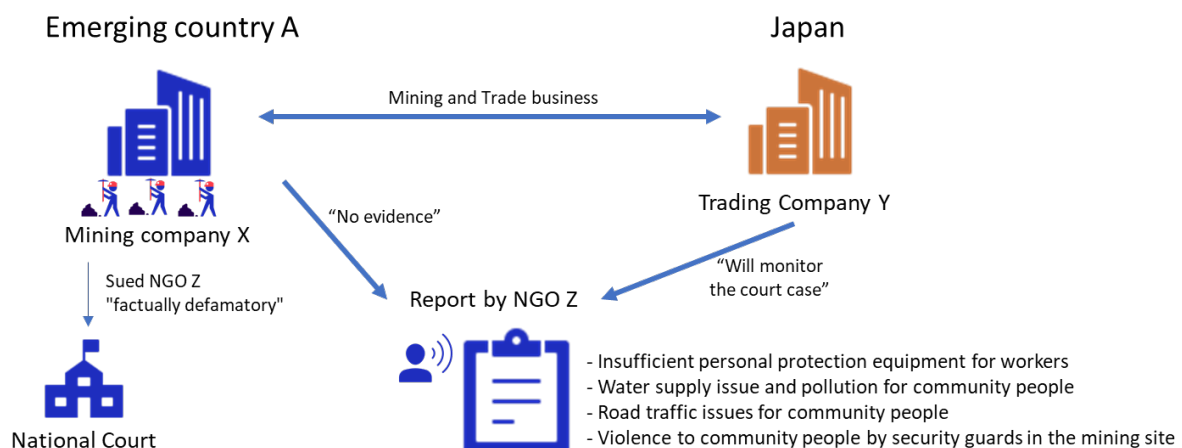 Emerging country A
Japan
Mining and Trade business
Mining company X
Trading Company Y
“No evidence”
“Will monitor
the court case”
Sued NGO Z
"factually defamatory"
Report by NGO Z
- Insufficient personal protection equipment for workers
- Water supply issue and pollution for community people
- Road traffic issues for community people
- Violence to community people by security guards in the mining site
National Court